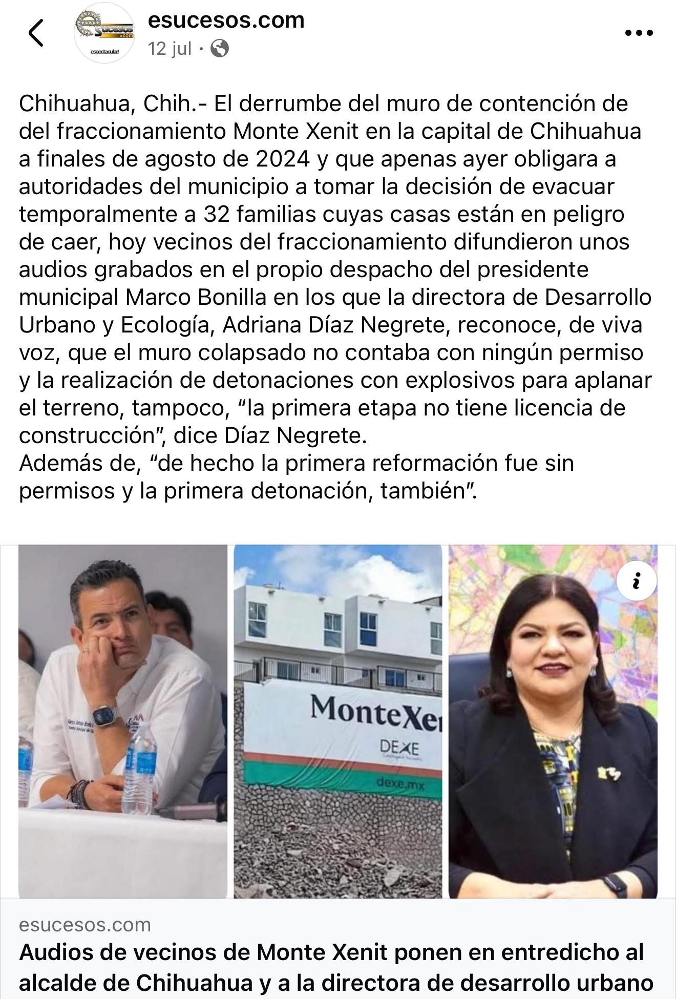 esucesos.com
12 jul
eSucesos
.com
espectacular!
Chihuahua, Chih.- El derrumbe del muro de contención de
del fraccionamiento Monte Xenit en la capital de Chihuahua
a finales de agosto de 2024 y que apenas ayer obligara a
autoridades del municipio a tomar la decisión de evacuar
temporalmente a 32 familias cuyas casas están en peligro
de caer, hoy vecinos del fraccionamiento difundieron unos
audios grabados en el propio despacho del presidente
municipal Marco Bonilla en los que la directora de Desarrollo
Urbano y Ecología, Adriana Díaz Negrete, reconoce, de viva
voz, que el muro colapsado no contaba con ningún permiso
y la realización de detonaciones con explosivos para aplanar
el terreno, tampoco, “la primera etapa no tiene licencia de
construcción”, dice Díaz Negrete.
Además de, “de hecho la primera reformación fue sin
permisos y la primera detonación, también”.
MonteXe
DEXE
dexe.mx
esucesos.com
Audios de vecinos de Monte Xenit ponen en entredicho al
alcalde de Chihuahua y a la directora de desarrollo urbano